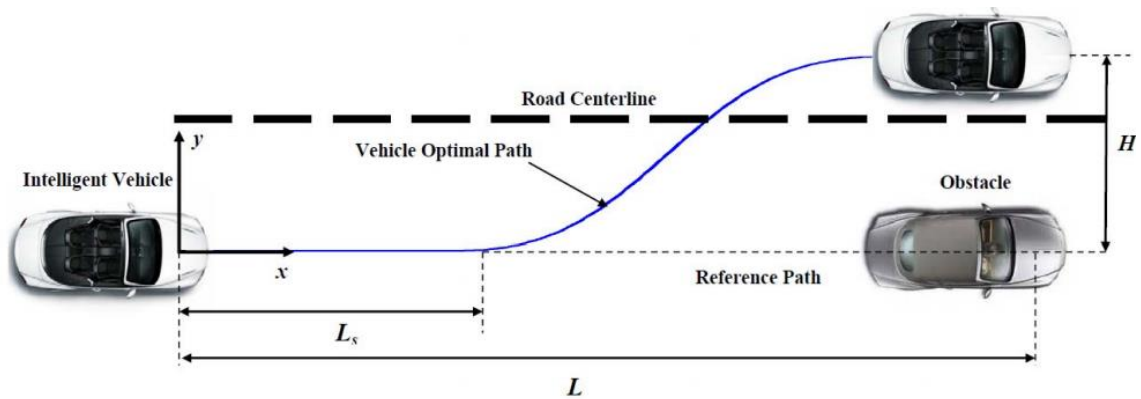 Road Centerline
y
Vehicle Optimal Path
H
Intelligent Vehicle
Obstacle
x
Reference Path
Ls
L